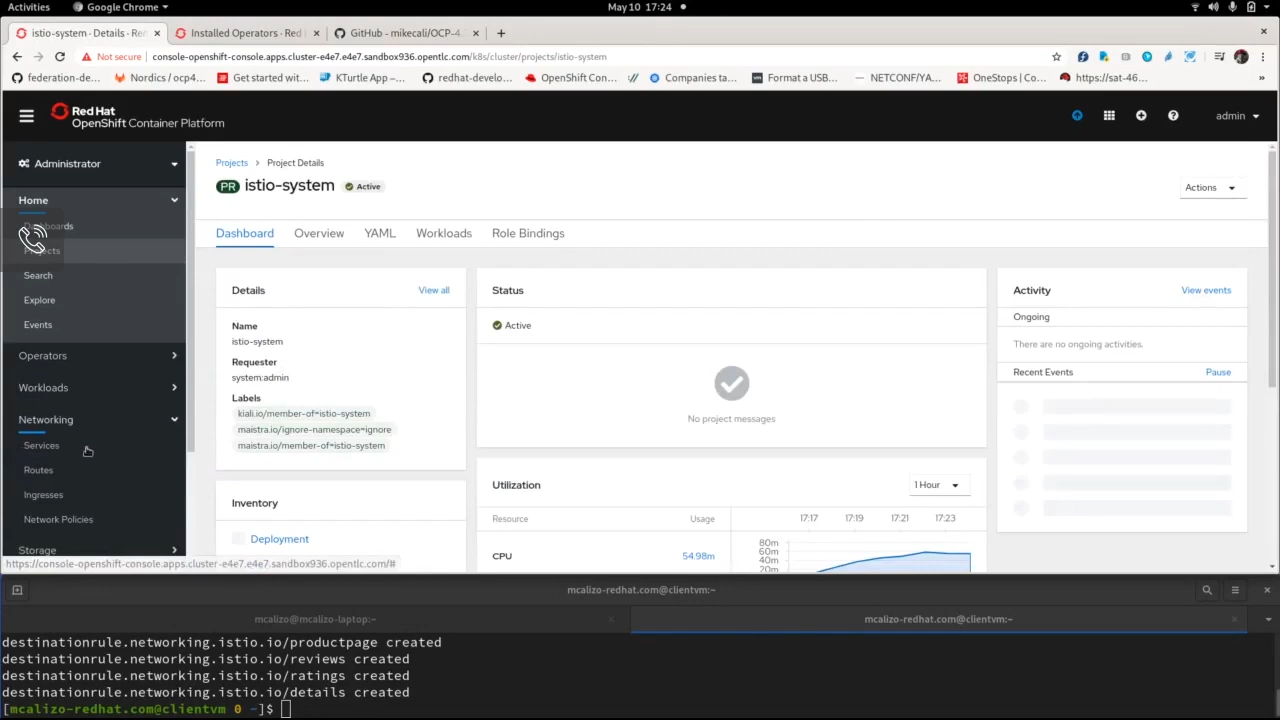 Activities
Google Chrome
May 10 17:24
istio-system · Details · Re
Installed Operators · Red H
GitHub - mikecali/OCP-4.
Not secure
console-openshift-console.apps.cluster-e4e7.e4e7.sandbox936.opentlc.com/k8s/cluster/projects/istio-system
federation-de...
Nordics / ocp4...
Get started wit...
KTurtle App –...
redhat-develo...
OpenShift Con...
Companies ta...
Format a USB...
NETCONF/YA...
OneStops | Co...
https://sat-46...
»
Red Hat
OpenShift Container Platform
admin
Administrator
Home
Dashboards
Projects
Search
Explore
Events
Operators
Workloads
Networking
Services
Routes
Ingresses
Network Policies
Storage
Projects > Project Details
PR istio-system Active
Actions
Dashboard
Overview
YAML
Workloads
Role Bindings
Details
View all
Name
istio-system
Requester
system:admin
Labels
kiali.io/member-of=istio-system
maistra.io/ignore-namespace=ignore
maistra.io/member-of=istio-system
Inventory
Deployment
Status
Active
No project messages
Utilization
1 Hour
Resource
Usage
17:17
17:19
17:21
17:23
CPU
54.98m
80m
60m
40m
20m
Activity
View events
Ongoing
There are no ongoing activities.
Recent Events
Pause
https://console-openshift-console.apps.cluster-e4e7.e4e7.sandbox936.opentlc.com/#
mcalizo-redhat.com@clientvm:~
mcalizo@mcalizo-laptop:~
mcalizo-redhat.com@clientvm:~
destinationrule.networking.istio.io/productpage created
destinationrule.networking.istio.io/reviews created
destinationrule.networking.istio.io/ratings created
destinationrule.networking.istio.io/details created
[mcalizo-redhat.com@clientvm 0 ~]$